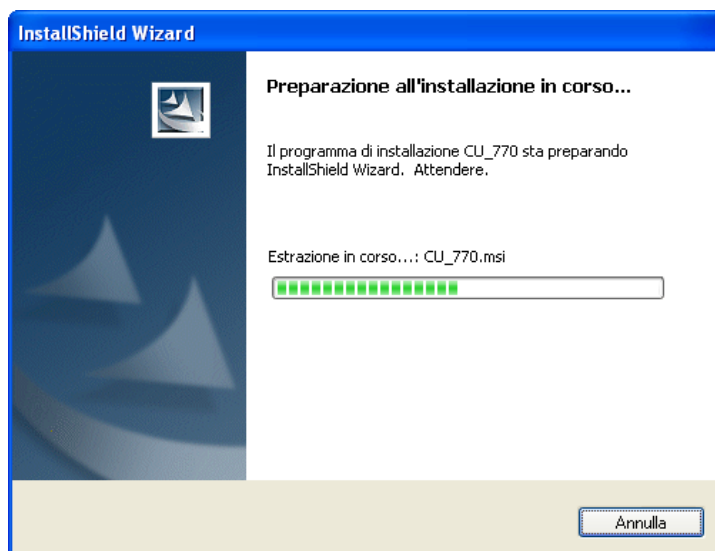 InstallShield Wizard
Preparazione all'installazione in corso...
Il programma di installazione CU_770 sta preparando
InstallShield Wizard. Attendere.
Estrazione in corso...: CU_770.msi
Annulla